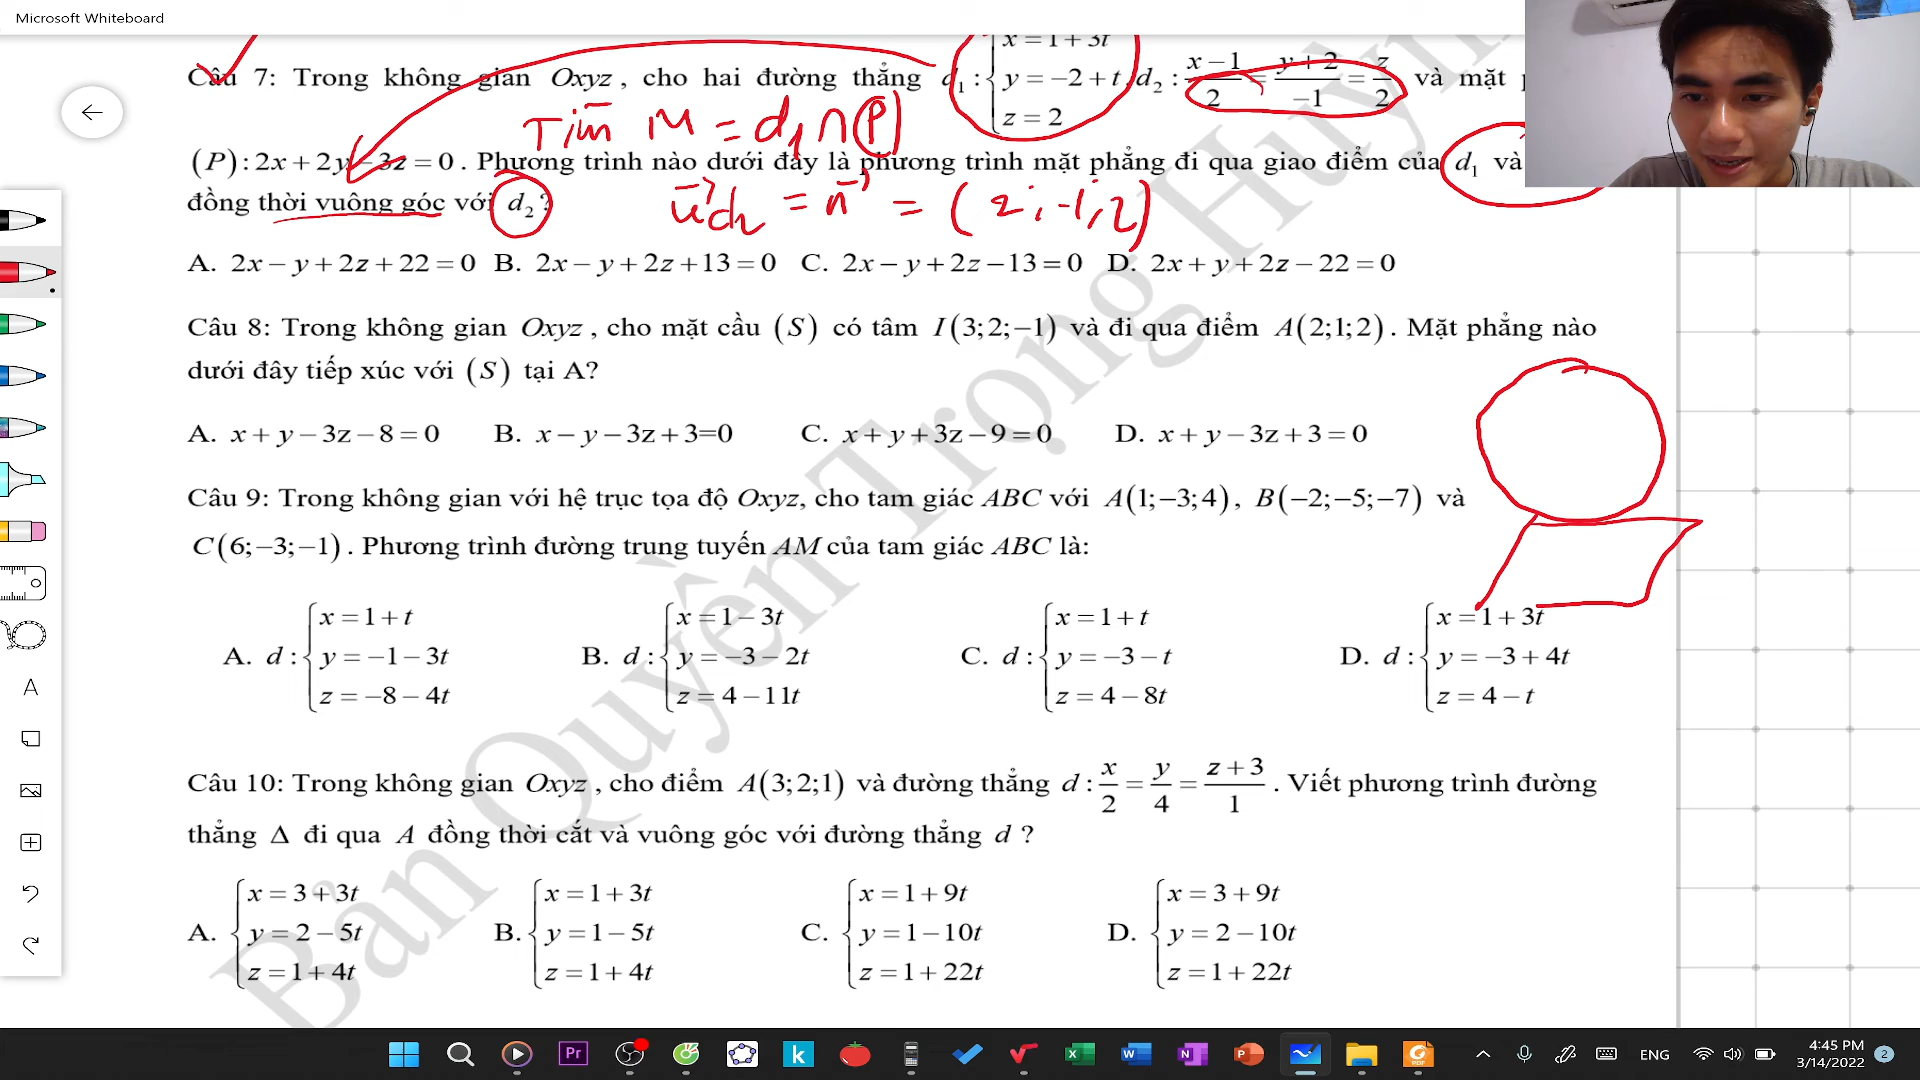 Microsoft Whiteboard
Câu 7: Trong không gian Oxyz , cho hai đường thẳng d₁ : { x = 1 + 3t y = −2 + t z = 2 , d₂ : (x − 1)/2 = (y + 2)/−1 = z/2 và mặt
Tìm M = d₁ ∩ (P)
(P) : 2x + 2y − 3z = 0 . Phương trình nào dưới đây là phương trình mặt phẳng đi qua giao điểm của d₁ và
đồng thời vuông góc với d₂ ?
u⃗d₂ = n⃗ = (2; -1; 2)
A. 2x − y + 2z + 22 = 0 B. 2x − y + 2z + 13 = 0 C. 2x − y + 2z − 13 = 0 D. 2x + y + 2z − 22 = 0
Câu 8: Trong không gian Oxyz , cho mặt cầu (S) có tâm I(3;2;−1) và đi qua điểm A(2;1;2). Mặt phẳng nào
dưới đây tiếp xúc với (S) tại A?
A. x + y − 3z − 8 = 0 B. x − y − 3z + 3=0 C. x + y + 3z − 9 = 0 D. x + y − 3z + 3 = 0
Câu 9: Trong không gian với hệ trục tọa độ Oxyz, cho tam giác ABC với A(1;−3;4), B(−2;−5;−7) và
C(6;−3;−1). Phương trình đường trung tuyến AM của tam giác ABC là:
A. d : { x = 1 + t y = −1 − 3t z = −8 − 4t B. d : { x = 1 − 3t y = −3 − 2t z = 4 − 11t C. d : { x = 1 + t y = −3 − t z = 4 − 8t D. d : { x = 1 + 3t y = −3 + 4t z = 4 − t
Câu 10: Trong không gian Oxyz , cho điểm A(3;2;1) và đường thẳng d : x/2 = y/4 = (z + 3)/1 . Viết phương trình đường
thẳng Δ đi qua A đồng thời cắt và vuông góc với đường thẳng d ?
A. { x = 3 + 3t y = 2 − 5t z = 1 + 4t B. { x = 1 + 3t y = 1 − 5t z = 1 + 4t C. { x = 1 + 9t y = 1 − 10t z = 1 + 22t D. { x = 3 + 9t y = 2 − 10t z = 1 + 22t
Bản Quyền Trọng Huỳnh
A
Pr
k
ENG
4:45 PM
3/14/2022
2